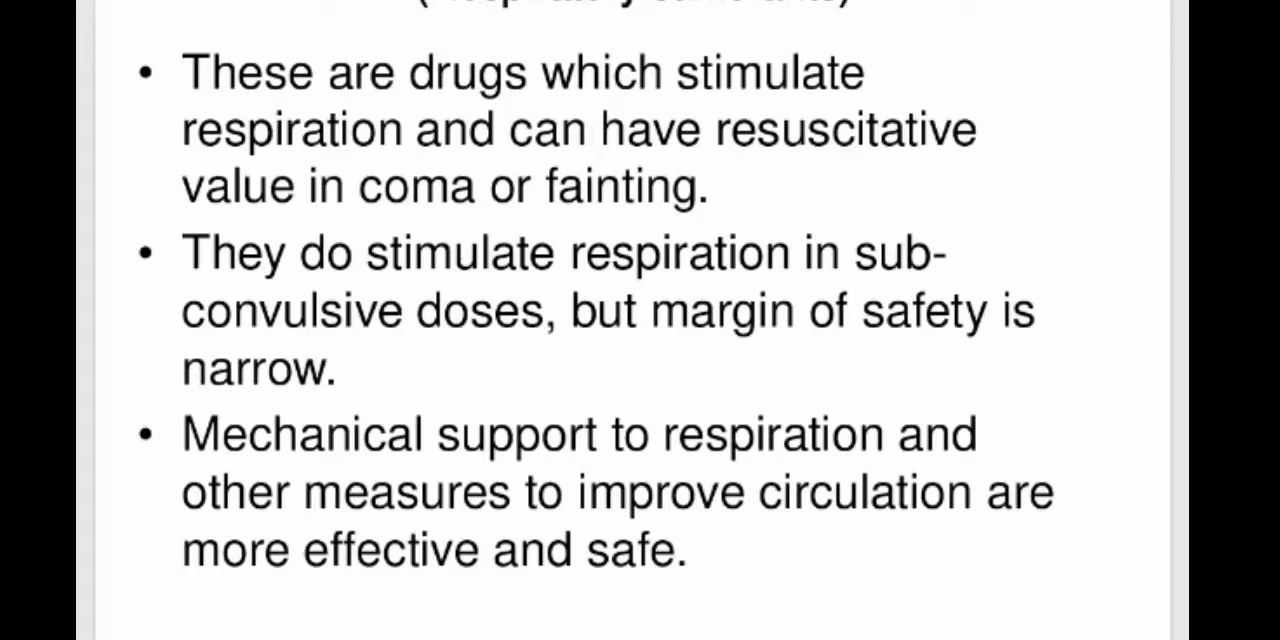 • These are drugs which stimulate
respiration and can have resuscitative
value in coma or fainting.
• They do stimulate respiration in sub-
convulsive doses, but margin of safety is
narrow.
• Mechanical support to respiration and
other measures to improve circulation are
more effective and safe.